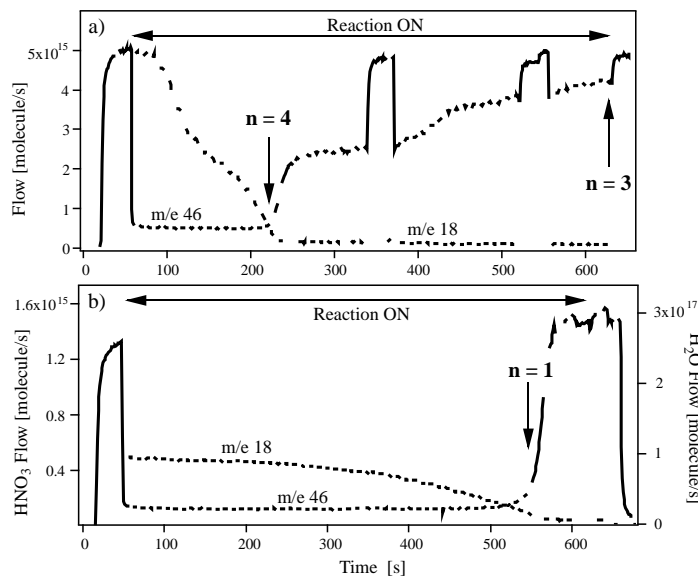 a)
Reaction ON
5x10¹⁵
4
3
2
1
0
Flow [molecule/s]
n = 4
n = 3
m/e 46
m/e 18
0 100 200 300 400 500 600
b)
Reaction ON
1.6x10¹⁵
1.2
0.8
0.4
HNO₃ Flow [molecule/s]
3x10¹⁷
2
1
0
H₂O Flow [molecule/s]
n = 1
m/e 18
m/e 46
0 100 200 300 400 500 600
Time [s]